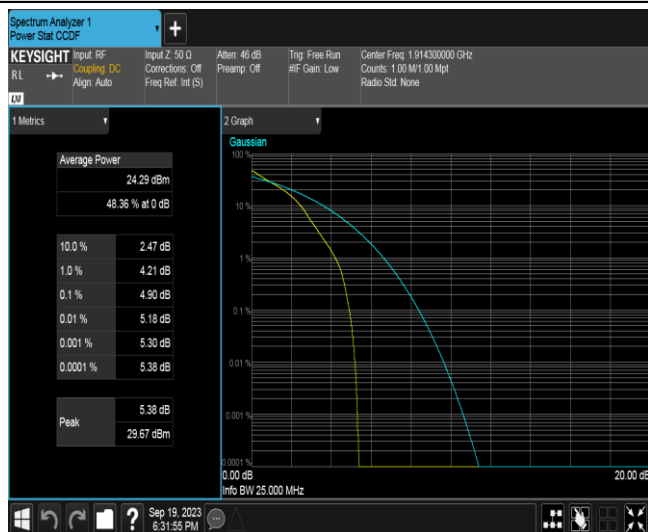 Spectrum Analyzer 1
Power Stat CCDF
+
KEYSIGHT
RL
LXI
Input: RF
Coupling: DC
Align: Auto
Input Z: 50 Ω
Corrections: Off
Freq Ref: Int (S)
Atten: 46 dB
Preamp: Off
Trig: Free Run
#IF Gain: Low
Center Freq: 1.914300000 GHz
Counts: 1.00 M/1.00 Mpt
Radio Std: None
1 Metrics
Average Power
24.29 dBm
48.36 % at 0 dB
10.0 % 2.47 dB
1.0 % 4.21 dB
0.1 % 4.90 dB
0.01 % 5.18 dB
0.001 % 5.30 dB
0.0001 % 5.38 dB
Peak
5.38 dB
29.67 dBm
2 Graph
Gaussian
100 %
10 %
1 %
0.1 %
0.01 %
0.001 %
0.0001 %
0.00 dB 20.00 dB
Info BW 25.000 MHz
?
Sep 19, 2023
6:31:55 PM